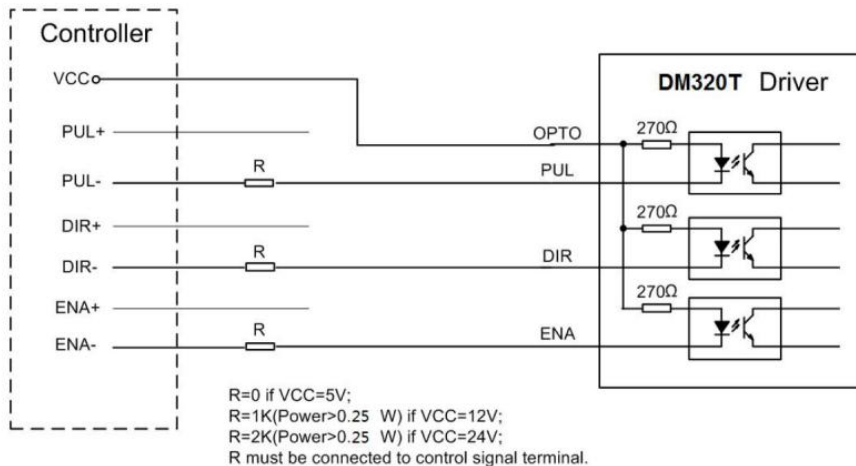 Controller
DM320T Driver
VCC
PUL+
OPTO
270Ω
R
PUL
PUL-
DIR+
270Ω
R
DIR
DIR-
ENA+
270Ω
R
ENA
ENA-
R=0 if VCC=5V;
R=1K(Power>0.25 W) if VCC=12V;
R=2K(Power>0.25 W) if VCC=24V;
R must be connected to control signal terminal.